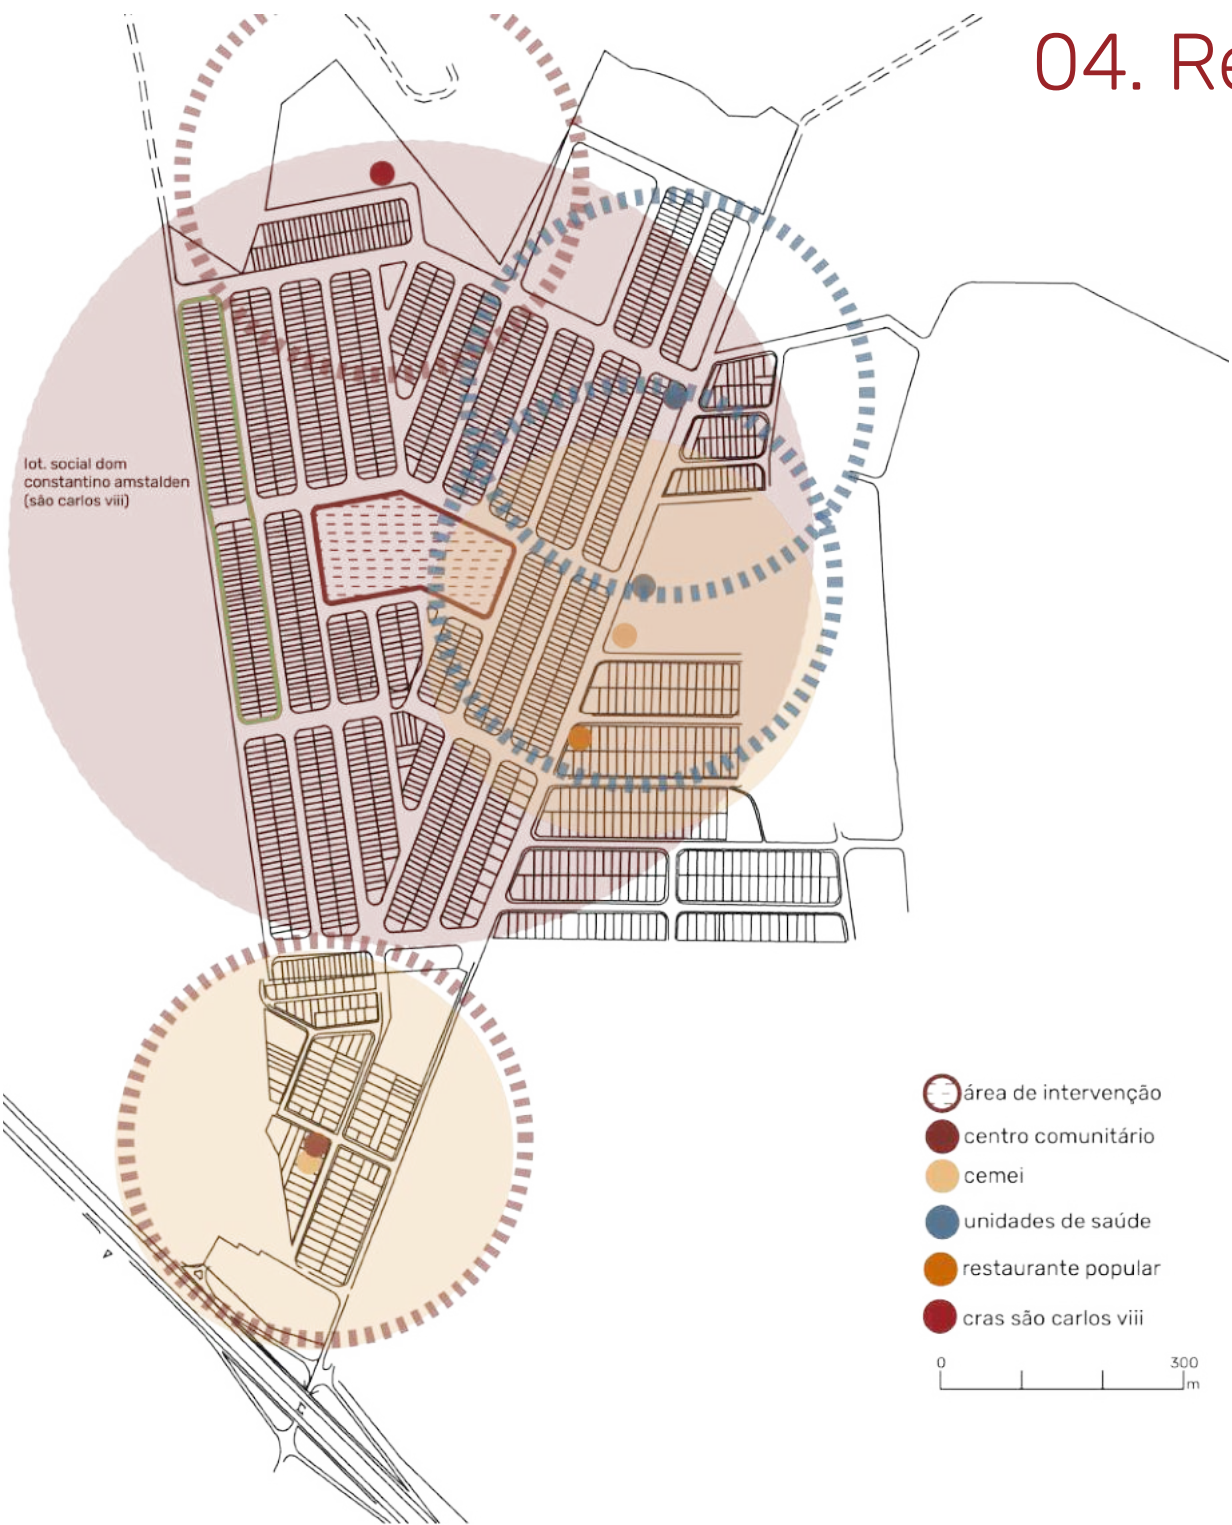 04. Re
lot. social dom
constantino amstalden
(são carlos viii)
área de intervenção
centro comunitário
cemei
unidades de saúde
restaurante popular
cras são carlos viii
0 300
m